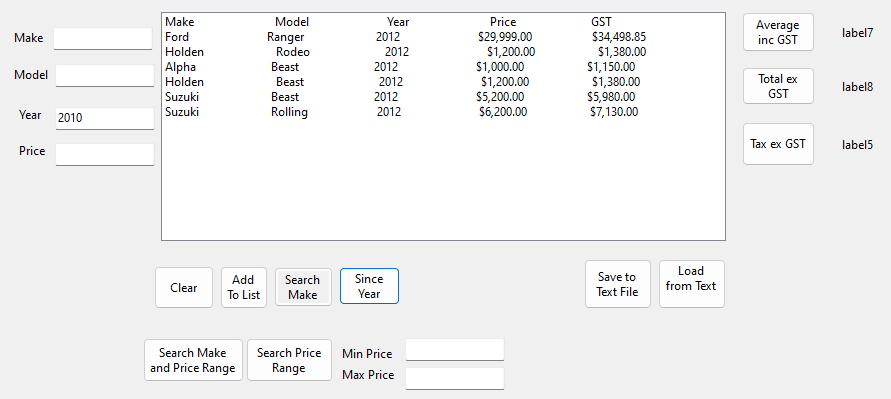 Make Model Year Price GST
Ford Ranger 2012 $29,999.00 $34,498.85
Holden Rodeo 2012 $1,200.00 $1,380.00
Alpha Beast 2012 $1,000.00 $1,150.00
Holden Beast 2012 $1,200.00 $1,380.00
Suzuki Beast 2012 $5,200.00 $5,980.00
Suzuki Rolling 2012 $6,200.00 $7,130.00
Make
Model
Year 2010
Price
Average
inc GST
label7
Total ex
GST
label8
Tax ex GST
label5
Clear
Add
To List
Search
Make
Since
Year
Save to
Text File
Load
from Text
Search Make
and Price Range
Search Price
Range
Min Price
Max Price